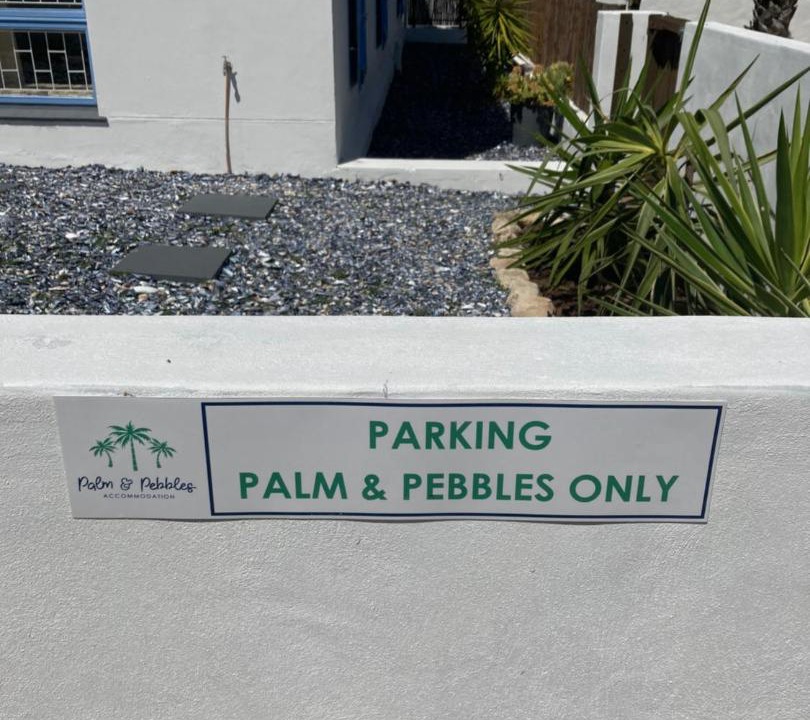 Palm & Pebbles
ACCOMMODATION
PARKING
PALM & PEBBLES ONLY